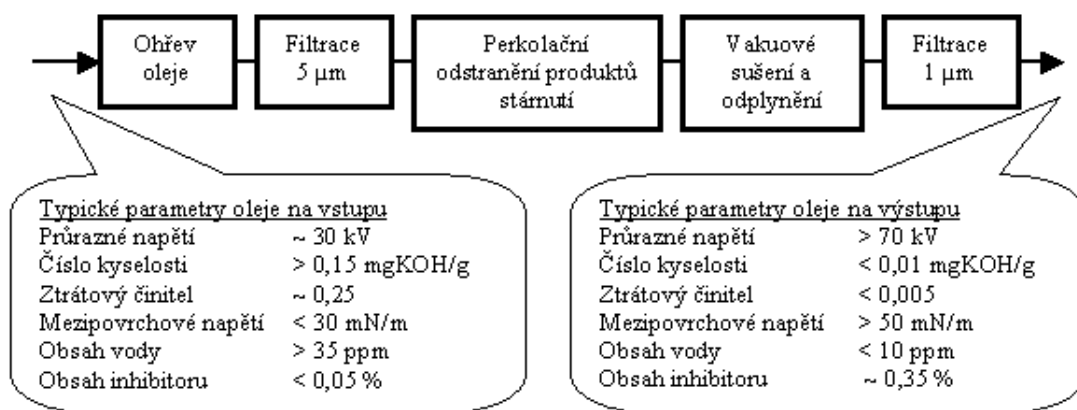 Ohřev
oleje
Filtrace
5 μm
Perkolační
odstranění produktů
stárnutí
Vakuové
sušení a
odplynění
Filtrace
1 μm
Typické parametry oleje na vstupu
Průrazné napětí ~ 30 kV
Číslo kyselosti > 0,15 mgKOH/g
Ztrátový činitel ~ 0,25
Mezipovrchové napětí < 30 mN/m
Obsah vody > 35 ppm
Obsah inhibitoru < 0,05 %
Typické parametry oleje na výstupu
Průrazné napětí > 70 kV
Číslo kyselosti < 0,01 mgKOH/g
Ztrátový činitel < 0,005
Mezipovrchové napětí > 50 mN/m
Obsah vody < 10 ppm
Obsah inhibitoru ~ 0,35 %